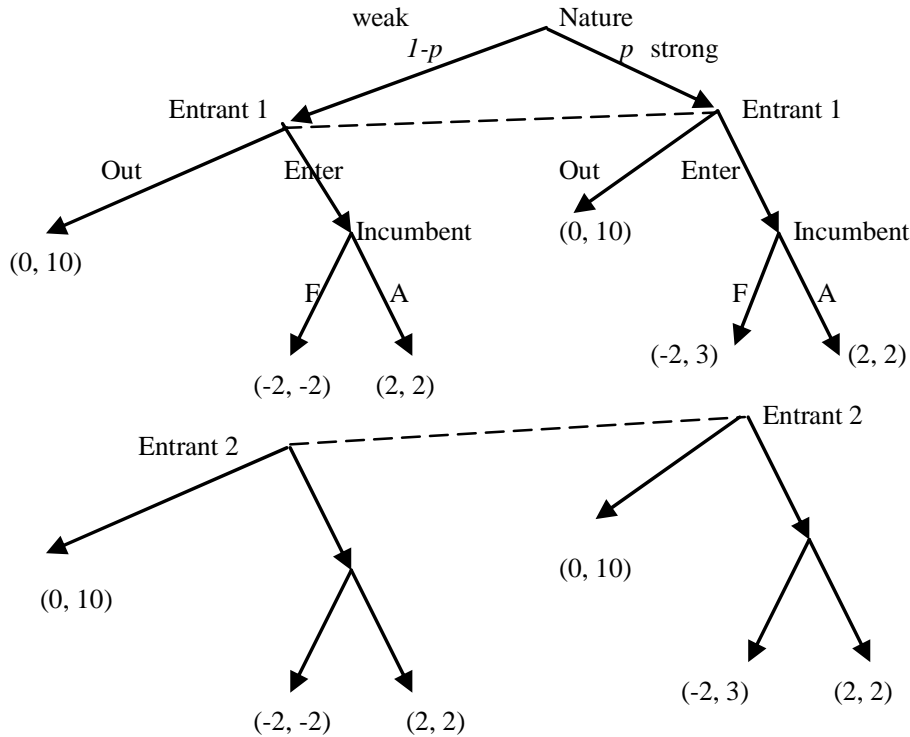 weak Nature
1-p p strong
Entrant 1 Entrant 1
Out Enter Out Enter
(0, 10) Incumbent (0, 10) Incumbent
F A F A
(-2, -2) (2, 2) (-2, 3) (2, 2)
Entrant 2 Entrant 2
(0, 10) (0, 10)
(-2, -2) (2, 2) (-2, 3) (2, 2)